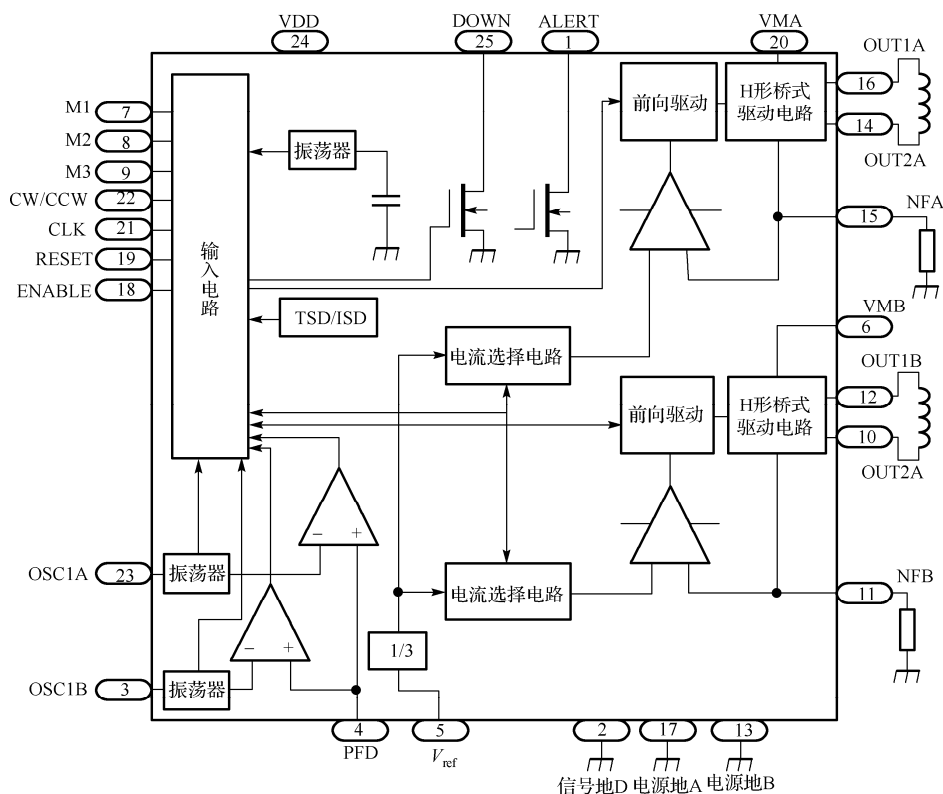 VDD
24
DOWN
25
ALERT
1
VMA
20
OUT1A
16
14
OUT2A
M1
7
M2
8
M3
9
CW/CCW
22
CLK
21
RESET
19
ENABLE
18
输入电路
振荡器
前向驱动
H形桥式
驱动电路
NFA
15
TSD/ISD
VMB
6
电流选择电路
OUT1B
12
10
OUT2A
前向驱动
H形桥式
驱动电路
− +
OSC1A
23
振荡器
电流选择电路
NFB
11
− +
1/3
OSC1B
3
振荡器
4
PFD
5
Vref
2
信号地D
17
电源地A
13
电源地B